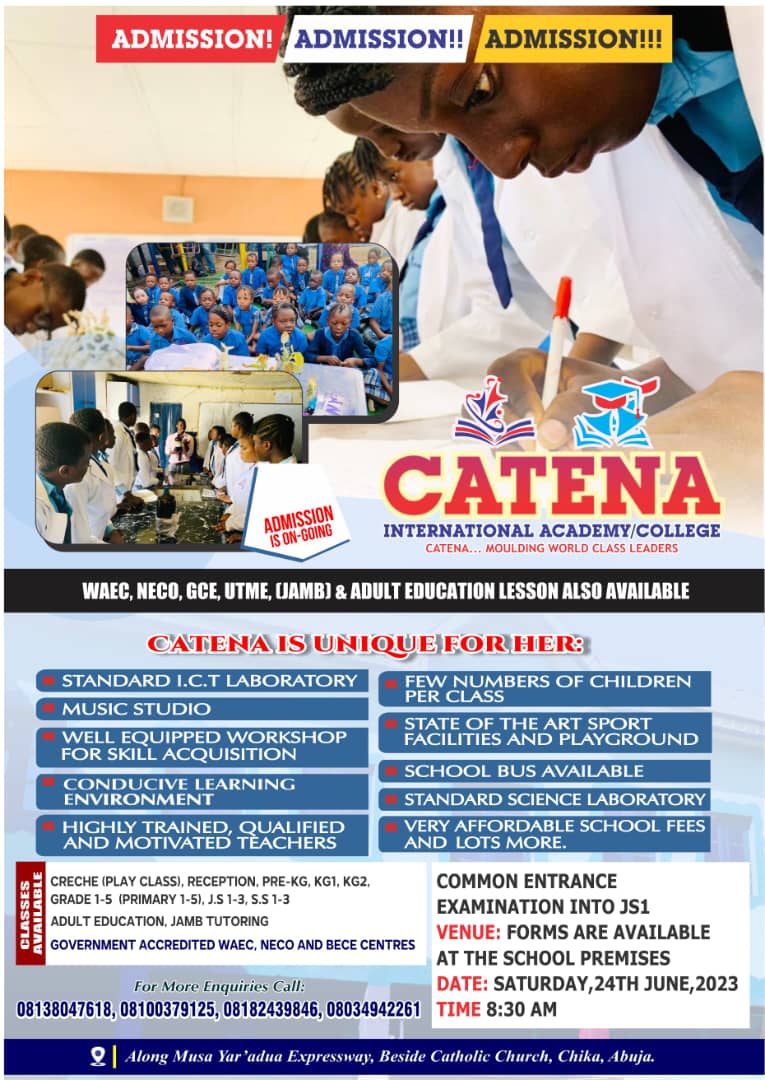 ADMISSION! ADMISSION!! ADMISSION!!!
ADMISSION
IS ON-GOING
CATENA
INTERNATIONAL ACADEMY/COLLEGE
CATENA... MOULDING WORLD CLASS LEADERS
WAEC, NECO, GCE, UTME, (JAMB) & ADULT EDUCATION LESSON ALSO AVAILABLE
CATENA IS UNIQUE FOR HER:
STANDARD I.C.T LABORATORY
MUSIC STUDIO
WELL EQUIPPED WORKSHOP
FOR SKILL ACQUISITION
CONDUCIVE LEARNING
ENVIRONMENT
HIGHLY TRAINED, QUALIFIED
AND MOTIVATED TEACHERS
FEW NUMBERS OF CHILDREN
PER CLASS
STATE OF THE ART SPORT
FACILITIES AND PLAYGROUND
SCHOOL BUS AVAILABLE
STANDARD SCIENCE LABORATORY
VERY AFFORDABLE SCHOOL FEES
AND LOTS MORE.
CLASSES
AVAILABLE
CRECHE (PLAY CLASS), RECEPTION, PRE-KG, KG1, KG2,
GRADE 1-5 (PRIMARY 1-5), J.S 1-3, S.S 1-3
ADULT EDUCATION, JAMB TUTORING
GOVERNMENT ACCREDITED WAEC, NECO AND BECE CENTRES
For More Enquiries Call:
08138047618, 08100379125, 08182439846, 08034942261
COMMON ENTRANCE
EXAMINATION INTO JS1
VENUE: FORMS ARE AVAILABLE
AT THE SCHOOL PREMISES
DATE: SATURDAY,24TH JUNE,2023
TIME 8:30 AM
Along Musa Yar'adua Expressway, Beside Catholic Church, Chika, Abuja.